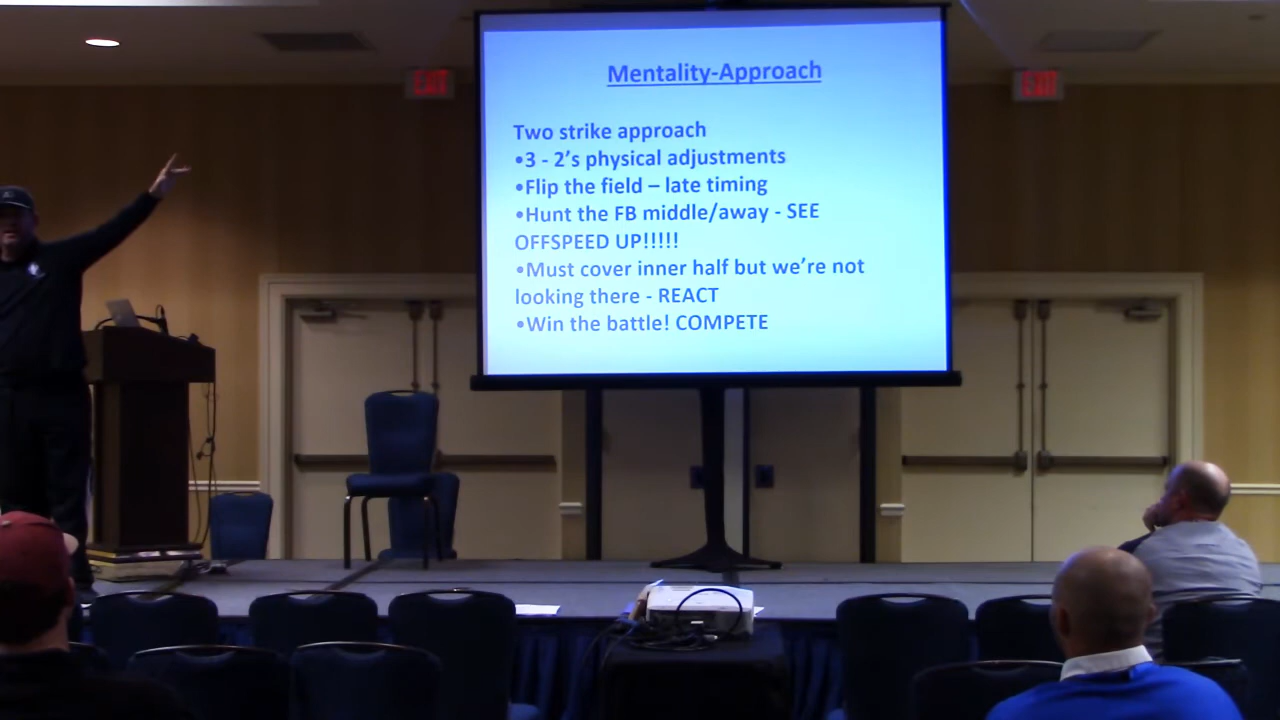 EXIT
EXIT
Mentality-Approach
Two strike approach
•3 - 2's physical adjustments
•Flip the field – late timing
•Hunt the FB middle/away - SEE
OFFSPEED UP!!!!!
•Must cover inner half but we're not
looking there - REACT
•Win the battle! COMPETE